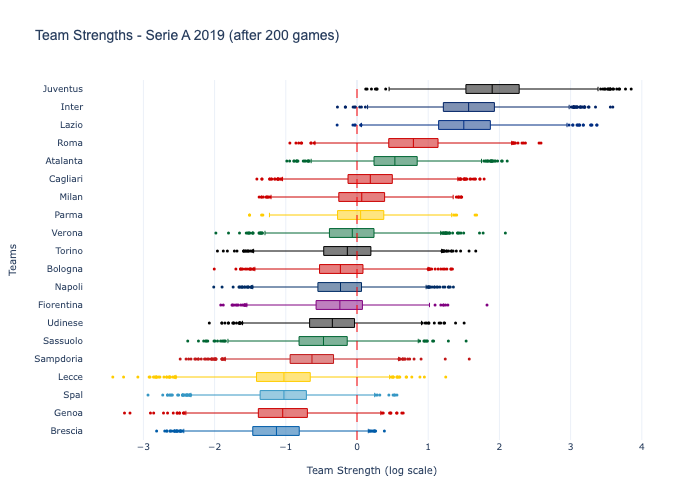 Team Strengths - Serie A 2019 (after 200 games)
Juventus
Inter
Lazio
Roma
Atalanta
Cagliari
Milan
Parma
Verona
Torino
Bologna
Napoli
Fiorentina
Udinese
Sassuolo
Sampdoria
Lecce
Spal
Genoa
Brescia
Teams
−3 −2 −1 0 1 2 3 4
Team Strength (log scale)